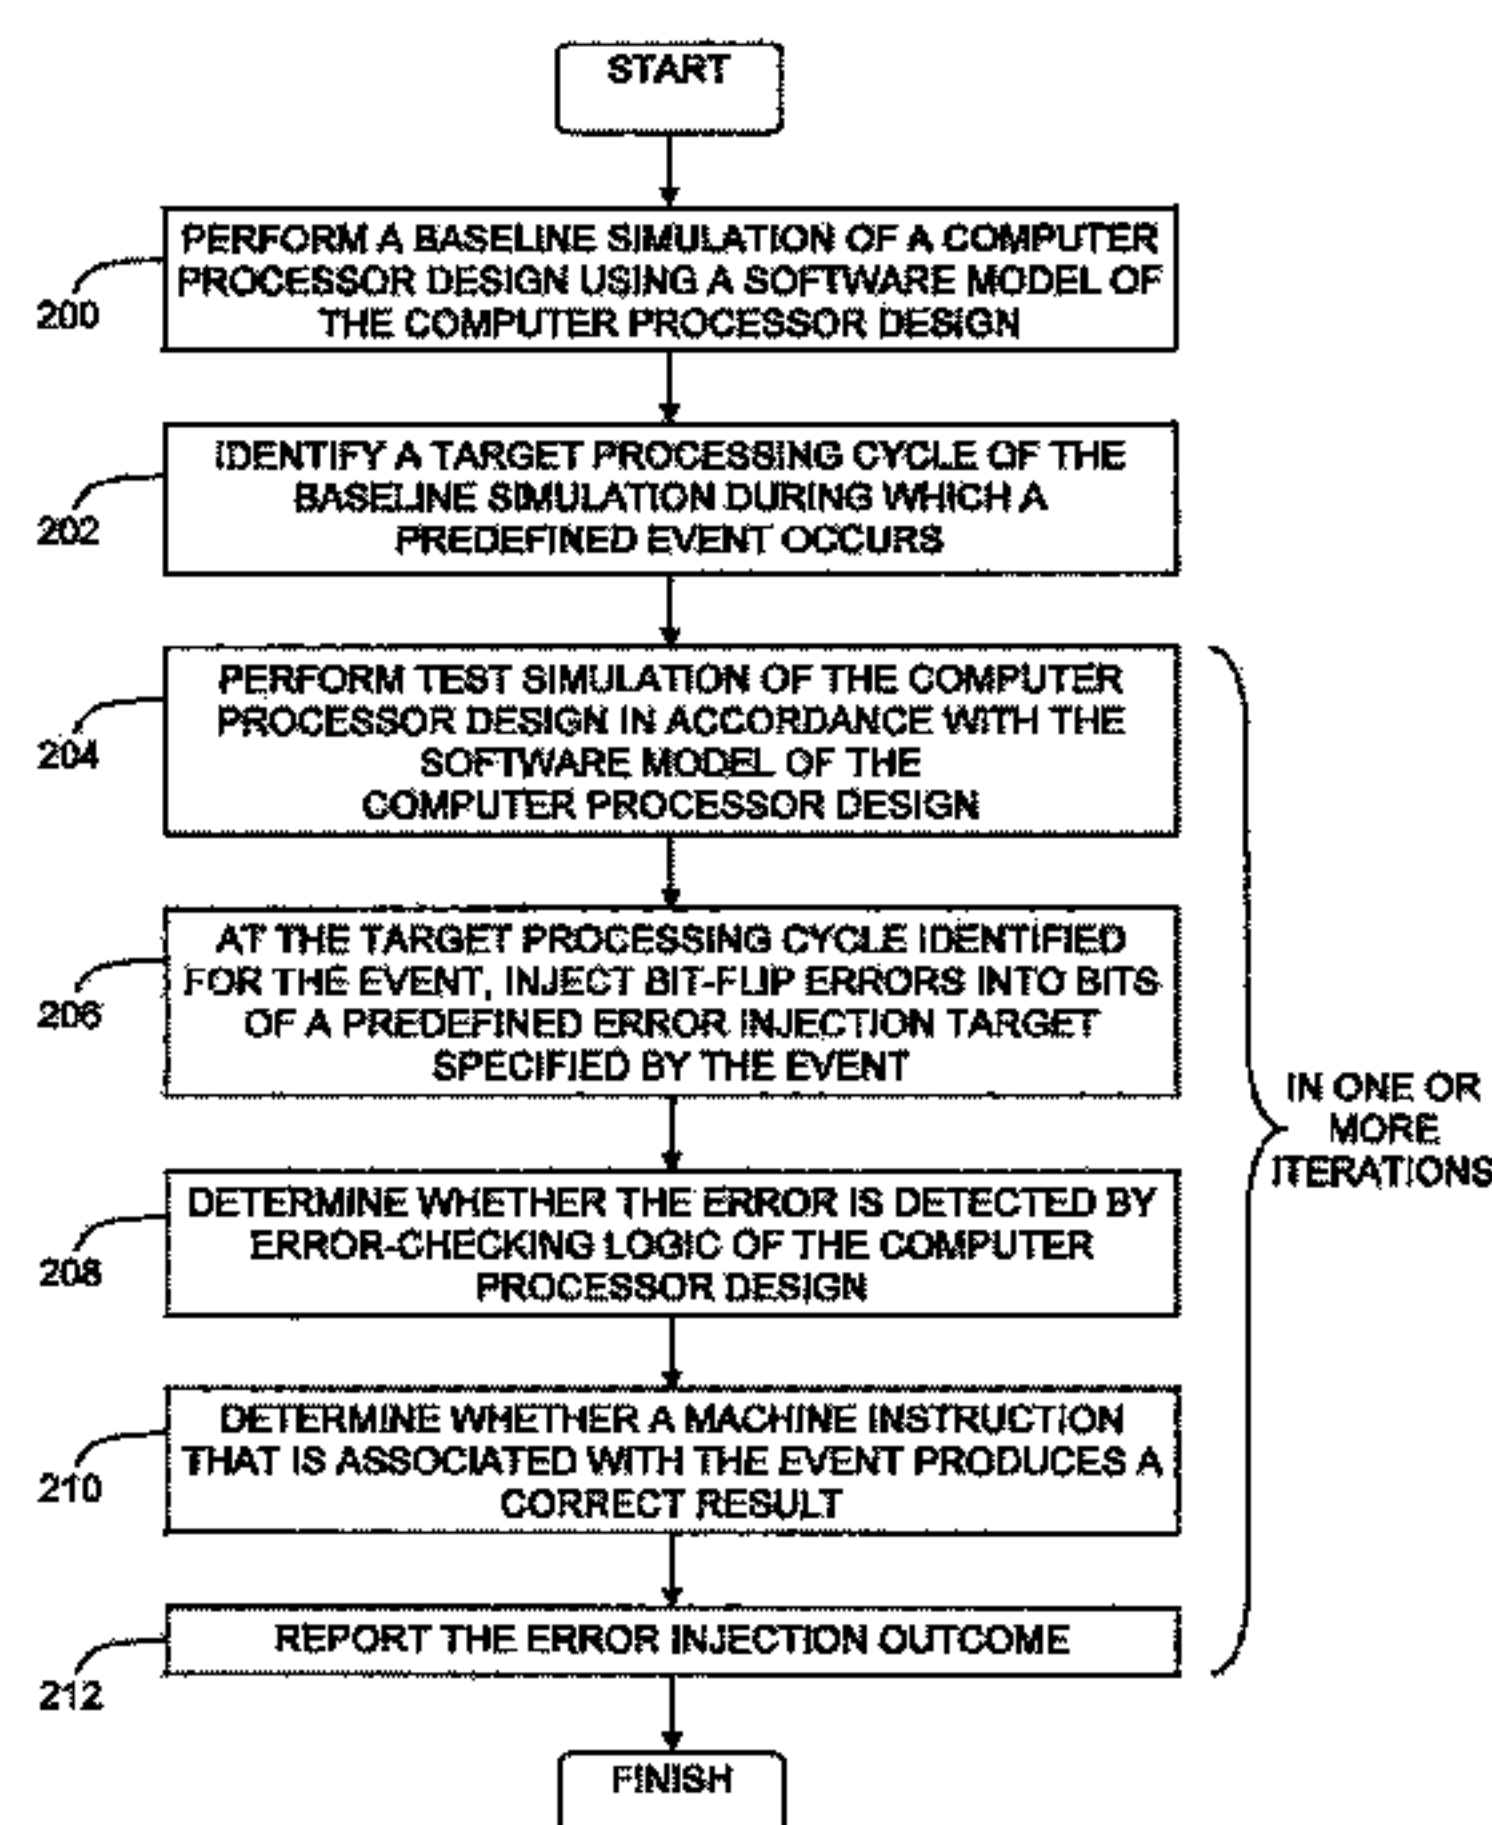 START
PERFORM A BASELINE SIMULATION OF A COMPUTER
PROCESSOR DESIGN USING A SOFTWARE MODEL OF
THE COMPUTER PROCESSOR DESIGN
200
IDENTIFY A TARGET PROCESSING CYCLE OF THE
BASELINE SIMULATION DURING WHICH A
PREDEFINED EVENT OCCURS
202
PERFORM TEST SIMULATION OF THE COMPUTER
PROCESSOR DESIGN IN ACCORDANCE WITH THE
SOFTWARE MODEL OF THE
COMPUTER PROCESSOR DESIGN
204
AT THE TARGET PROCESSING CYCLE IDENTIFIED
FOR THE EVENT, INJECT BIT-FLIP ERRORS INTO BITS
OF A PREDEFINED ERROR INJECTION TARGET
SPECIFIED BY THE EVENT
206
IN ONE OR
MORE
ITERATIONS
DETERMINE WHETHER THE ERROR IS DETECTED BY
ERROR-CHECKING LOGIC OF THE COMPUTER
PROCESSOR DESIGN
208
DETERMINE WHETHER A MACHINE INSTRUCTION
THAT IS ASSOCIATED WITH THE EVENT PRODUCES A
CORRECT RESULT
210
REPORT THE ERROR INJECTION OUTCOME
212
FINISH